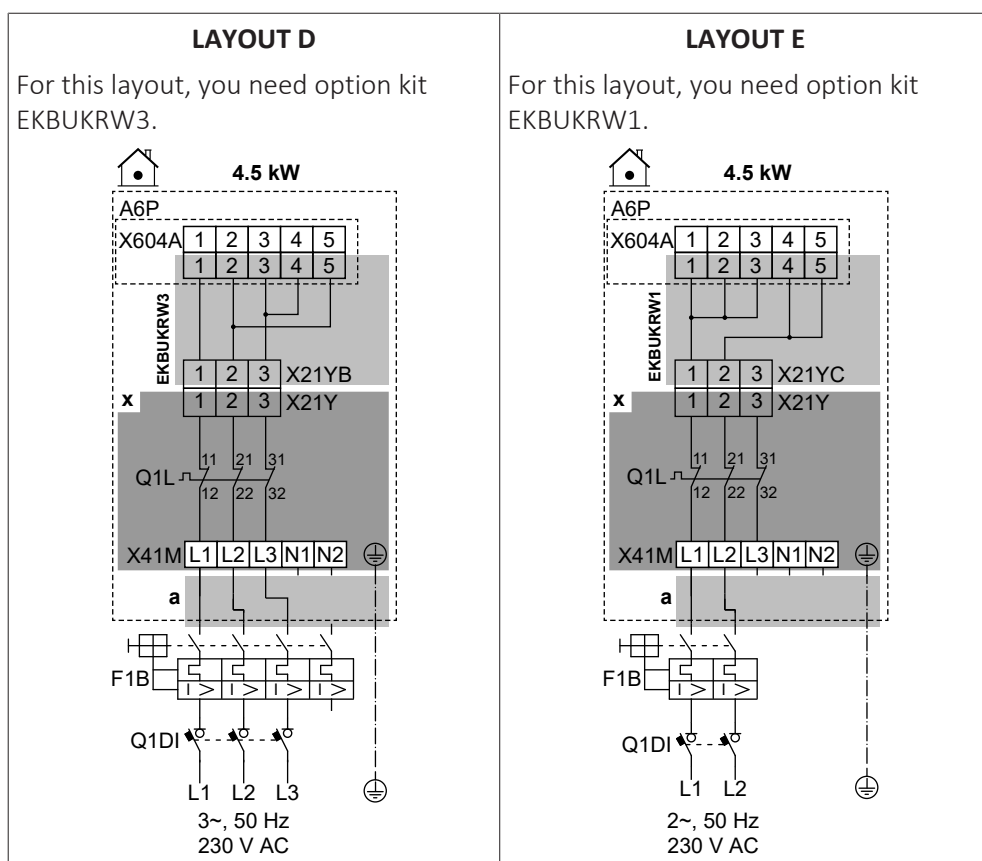 LAYOUT D
For this layout, you need option kit
EKBUKRW3.
4.5 kW
A6P
X604A 1 2 3 4 5
1 2 3 4 5
EKBUKRW3
1 2 3 X21YB
x 1 2 3 X21Y
11 21 31
Q1L
12 22 32
X41M L1 L2 L3 N1 N2
a
F1B
I > I > I > I >
Q1DI
L1 L2 L3
3~, 50 Hz
230 V AC
LAYOUT E
For this layout, you need option kit
EKBUKRW1.
4.5 kW
A6P
X604A 1 2 3 4 5
1 2 3 4 5
EKBUKRW1
1 2 3 X21YC
x 1 2 3 X21Y
11 21 31
Q1L
12 22 32
X41M L1 L2 L3 N1 N2
a
F1B
I > I >
Q1DI
L1 L2
2~, 50 Hz
230 V AC